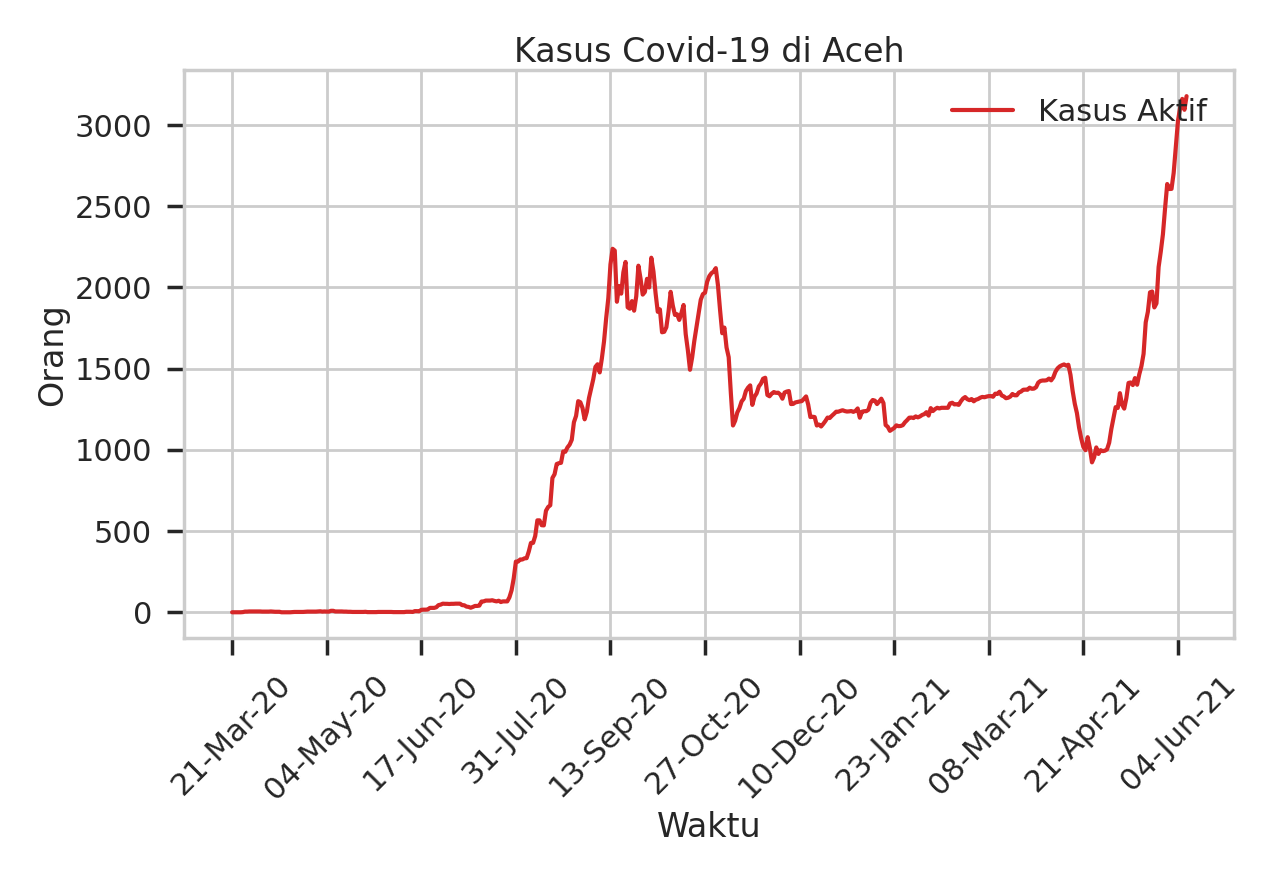 Kasus Covid-19 di Aceh
Kasus Aktif
Orang
3000
2500
2000
1500
1000
500
0
21-Mar-20
04-May-20
17-Jun-20
31-Jul-20
13-Sep-20
27-Oct-20
10-Dec-20
23-Jan-21
08-Mar-21
21-Apr-21
04-Jun-21
Waktu